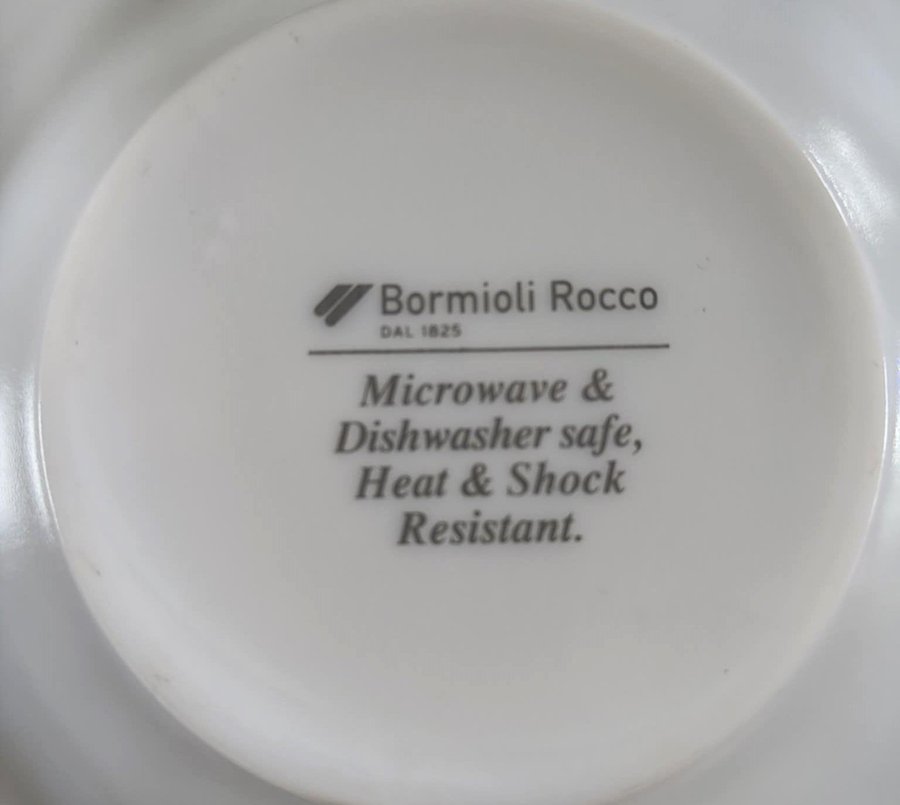 Bormioli Rocco
DAL 1825
Microwave &
Dishwasher safe,
Heat & Shock
Resistant.